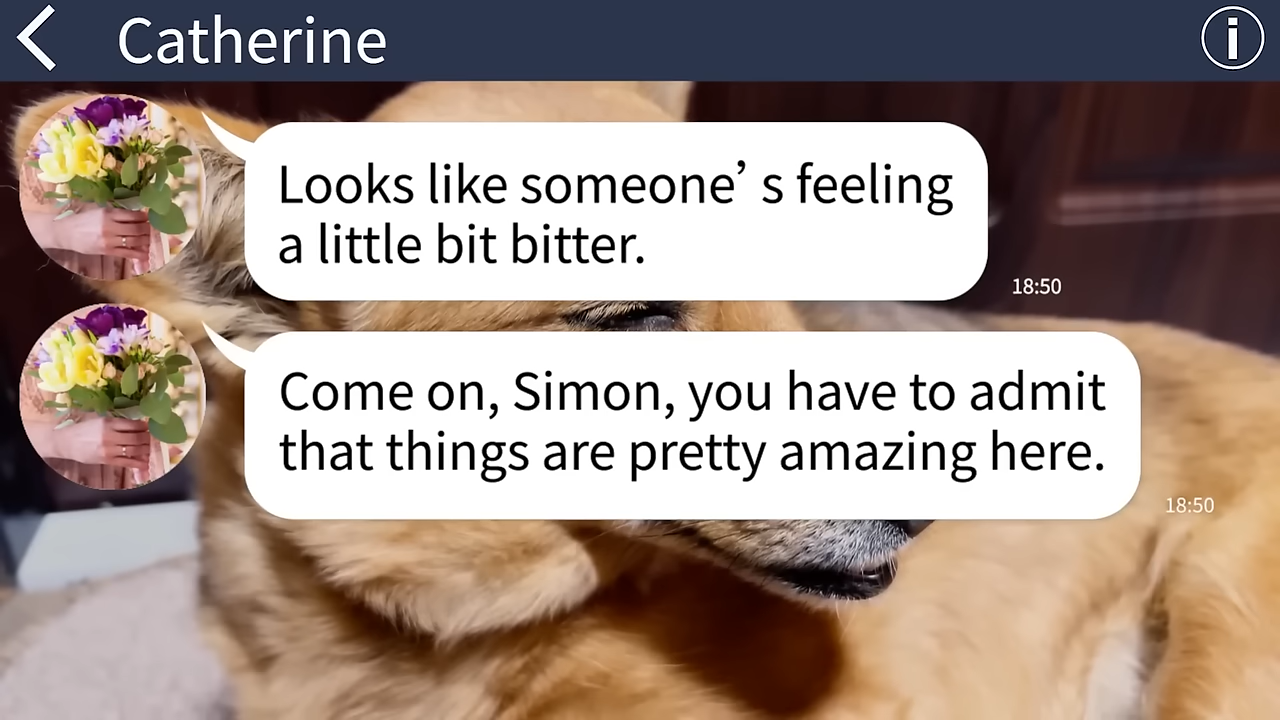 Catherine
Looks like someone’s feeling
a little bit bitter.
18:50
Come on, Simon, you have to admit
that things are pretty amazing here.
18:50